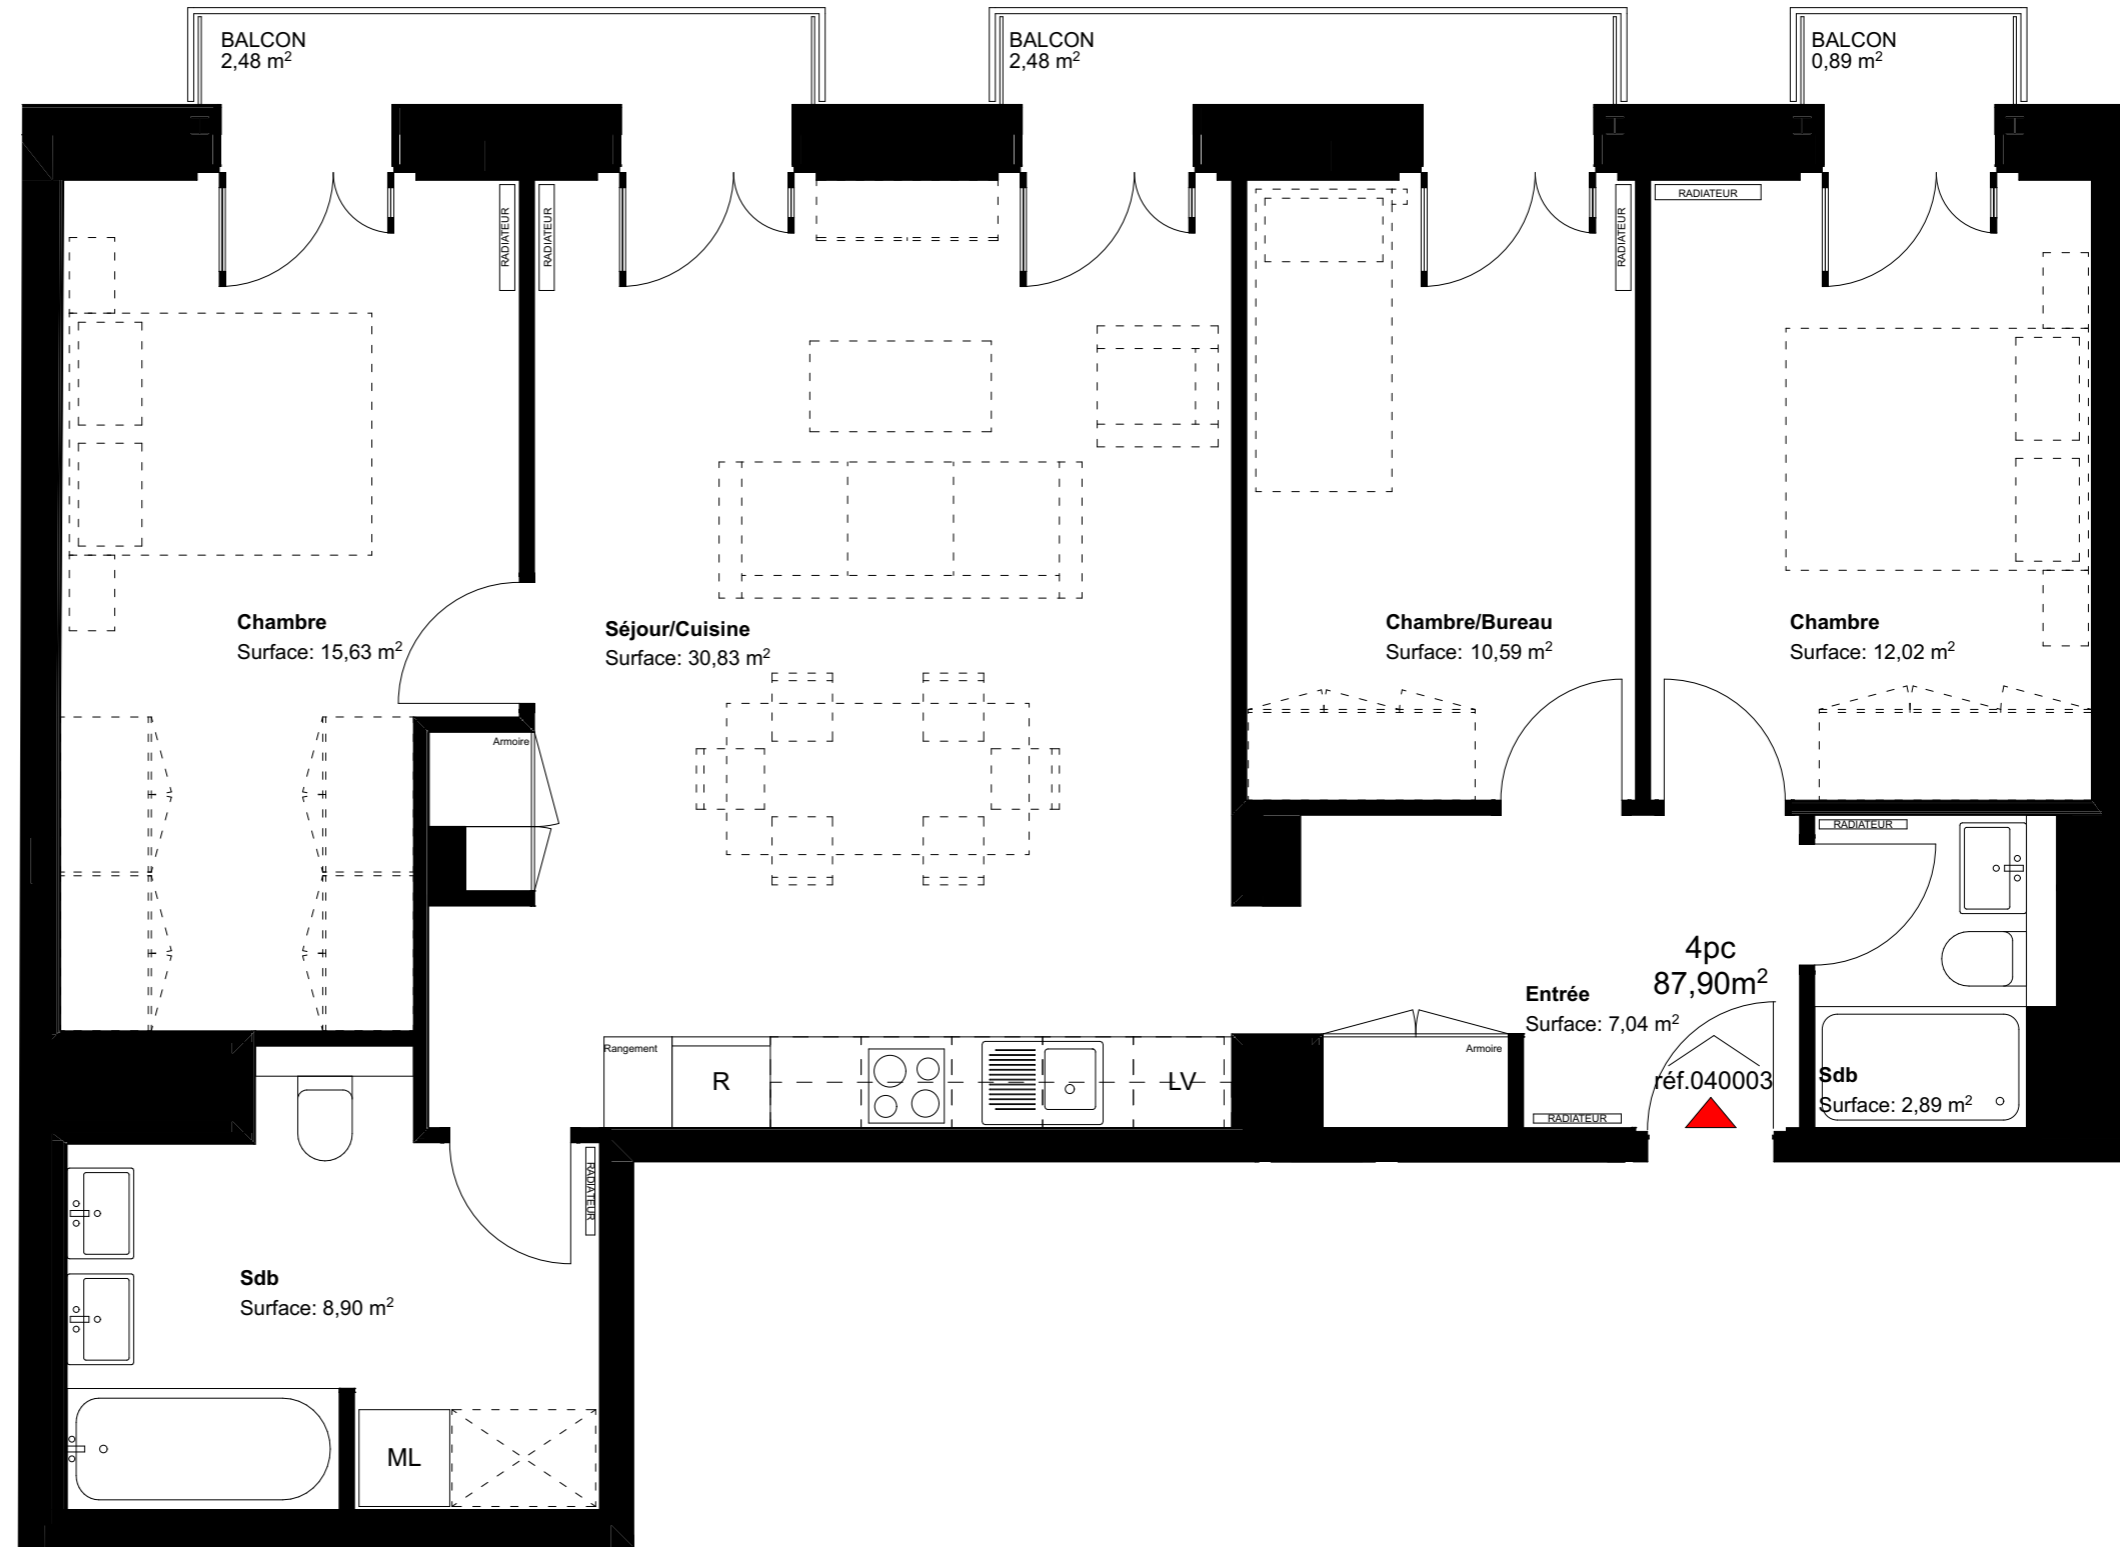 BALCON
2,48 m²
BALCON
2,48 m²
BALCON
0,89 m²
RADIATEUR
RADIATEUR
RADIATEUR
RADIATEUR
Chambre
Surface: 15,63 m²
Séjour/Cuisine
Surface: 30,83 m²
Chambre/Bureau
Surface: 10,59 m²
Chambre
Surface: 12,02 m²
Armoire
RADIATEUR
4pc
87,90m²
Entrée
Surface: 7,04 m²
Rangement
R
LV
Armoire
réf.040003
RADIATEUR
Sdb
Surface: 2,89 m²
RADIATEUR
Sdb
Surface: 8,90 m²
ML